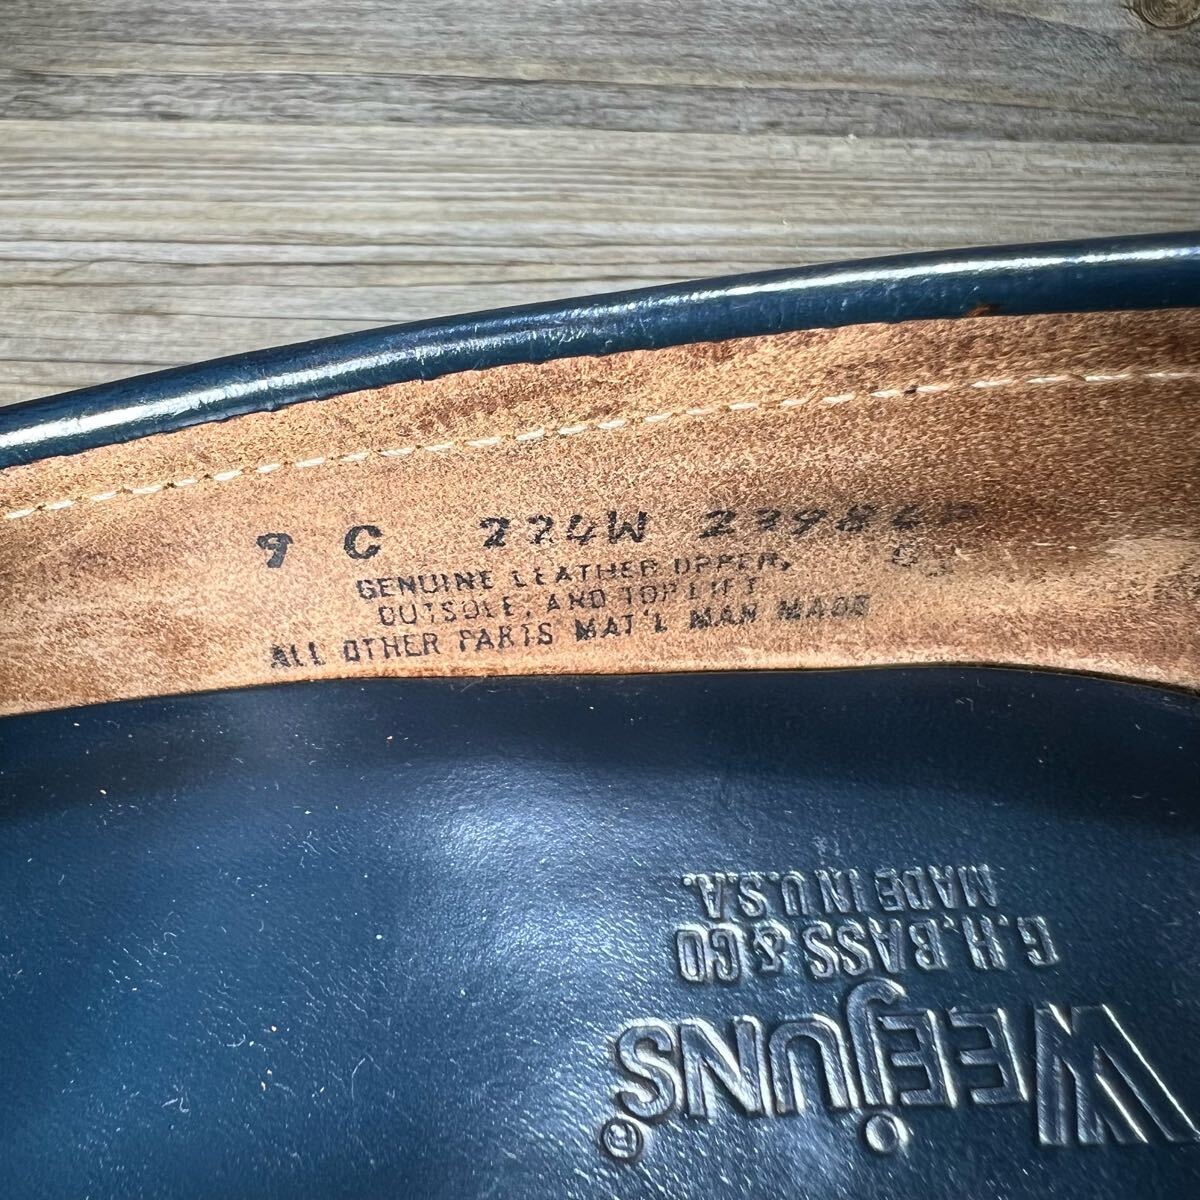 9 C 224W
GENUINE LEATHER UPPER,
OUTSOLE, AND TOP LIFT
ALL OTHER PARTS MAT'L MAN MADE
WEEJUNS®
G.H.BASS & CO
MADE IN U.S.A.